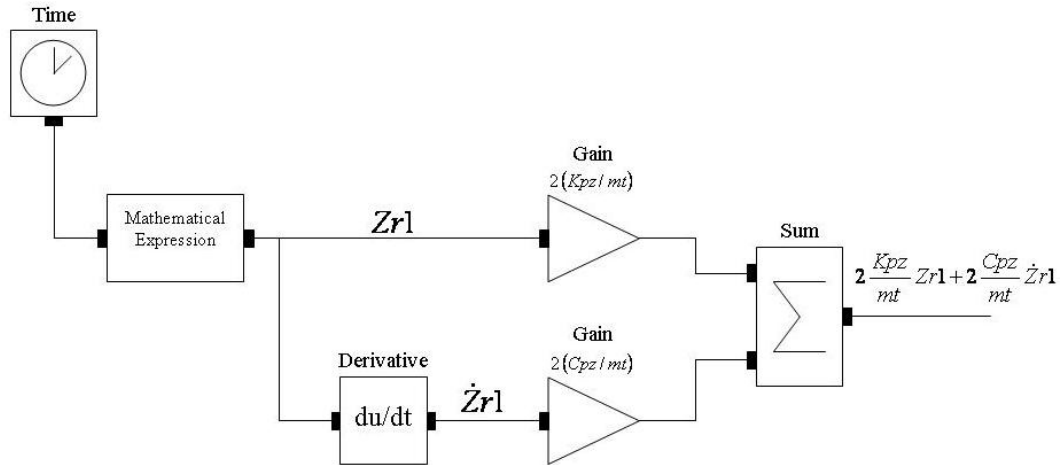 Time
Mathematical
Expression
Zr1
Gain
2(Kpz/mt)
Sum
2 Kpz/mt Zr1 + 2 Cpz/mt Żr1
Derivative
du/dt
Żr1
Gain
2(Cpz/mt)